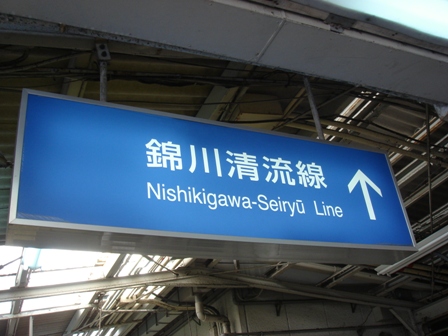 錦川清流線
Nishikigawa-Seiryū Line ↑